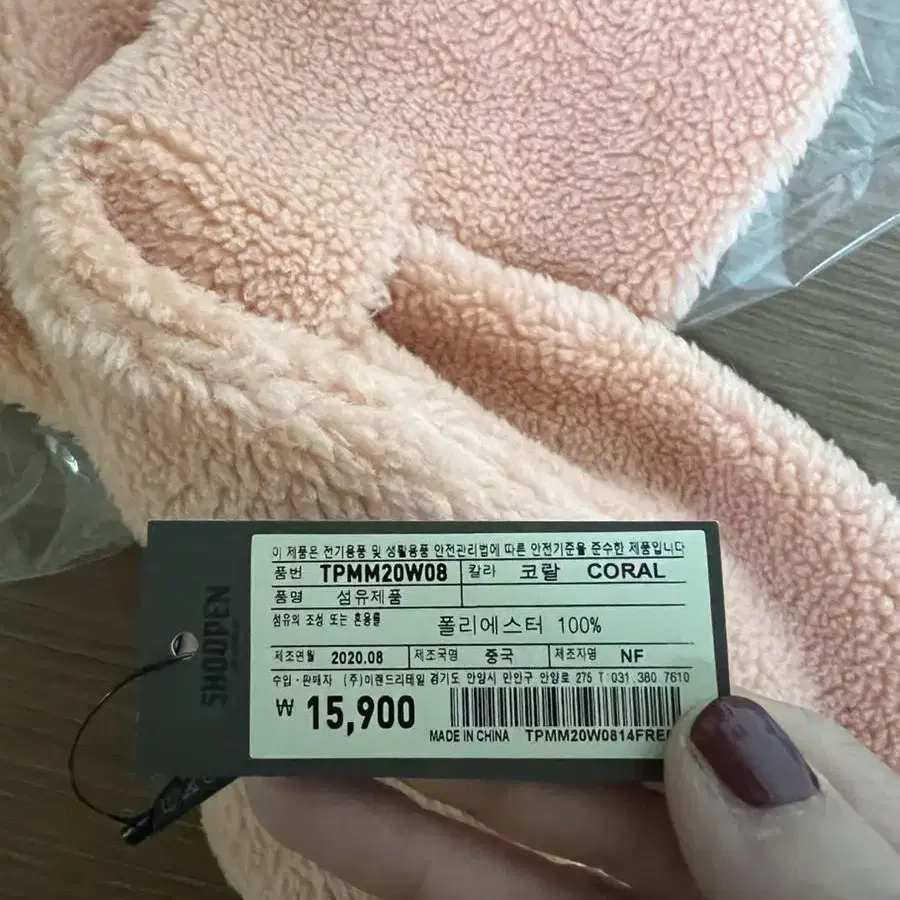 이 제품은 전기용품 및 생활용품 안전관리법에 따른 안전기준을 준수한 제품입니다
품번 TPMM20W08 칼라 코랄 CORAL
품명 섬유제품
섬유의 조성 또는 혼용률 폴리에스터 100%
제조연월 2020.08 제조국명 중국 제조자명 NF
수입·판매자 (주)이랜드리테일 경기도 안양시 만안구 안양로 275 T:031.380.7610
₩ 15,900
MADE IN CHINA TPMM20W0814FREE
SHOOPEN